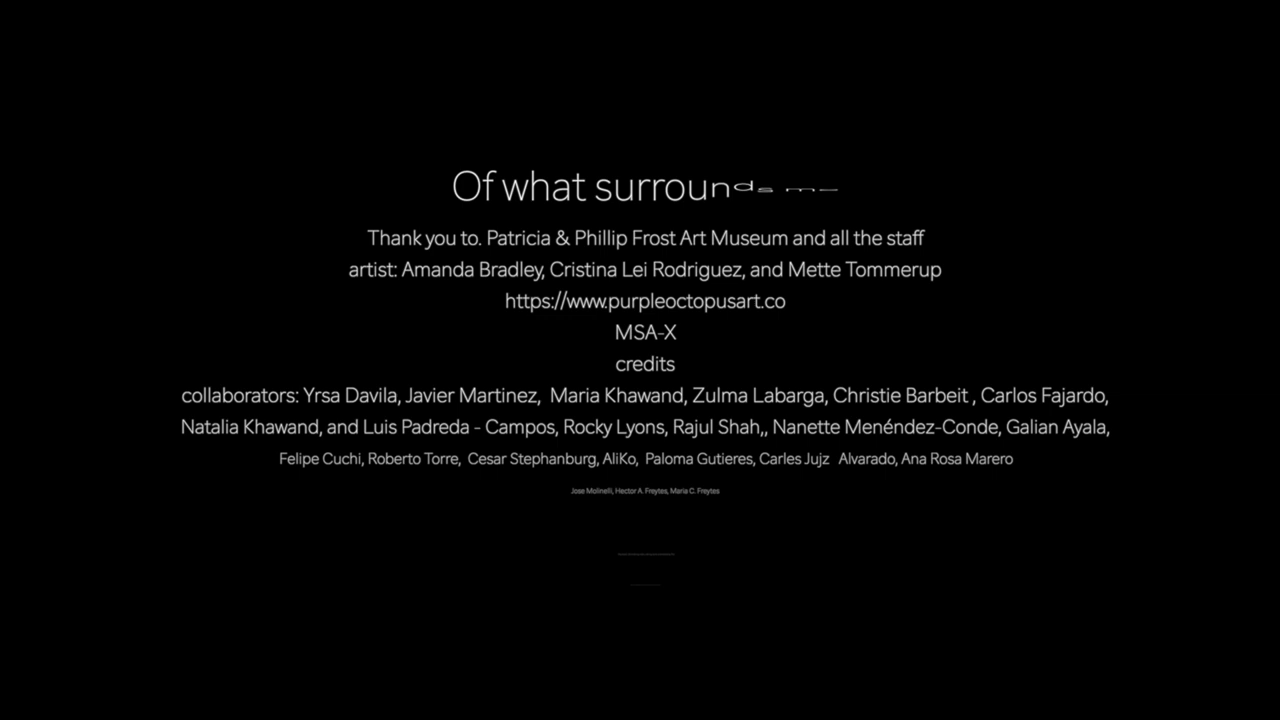 Of what surrounds
Thank you to. Patricia & Phillip Frost Art Museum and all the staff
artist: Amanda Bradley, Cristina Lei Rodriguez, and Mette Tommerup
https://www.purpleoctopusart.co
MSA-X
credits
collaborators: Yrsa Davila, Javier Martinez, Maria Khawand, Zulma Labarga, Christie Barbeit , Carlos Fajardo,
Natalia Khawand, and Luis Padreda - Campos, Rocky Lyons, Rajul Shah,, Nanette Menéndez-Conde, Galian Ayala,
Felipe Cuchi, Roberto Torre, Cesar Stephanburg, AliKo, Paloma Gutieres, Carles Jujz Alvarado, Ana Rosa Marero
Jose Molinelli, Hector A. Freytes, Maria C. Freytes